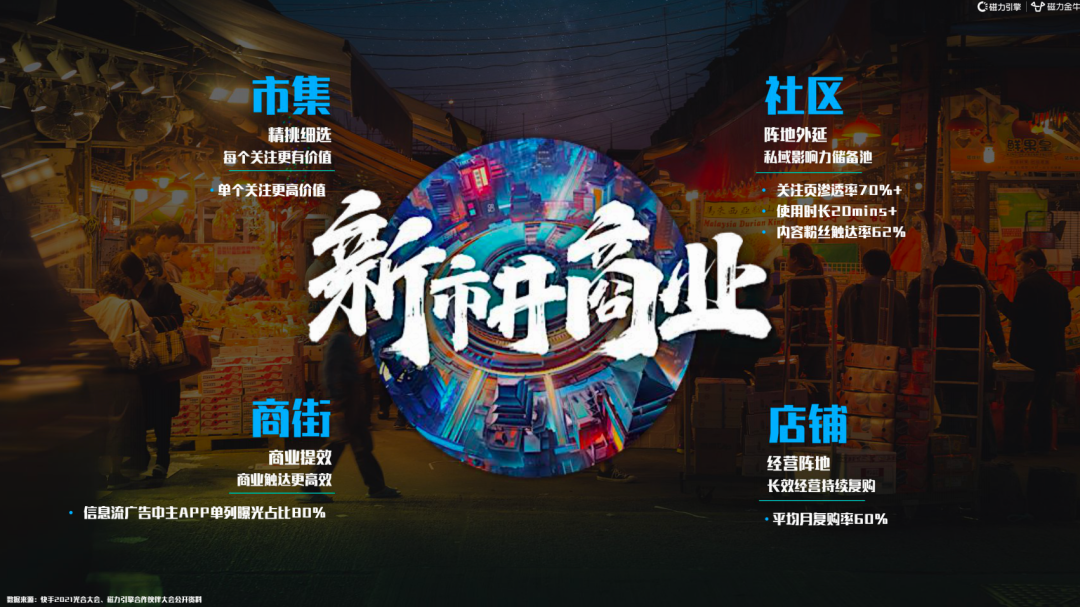 磁力引擎 | 磁力金牛
市集
精挑细选
每个关注更有价值
• 单个关注更高价值
社区
阵地外延
私域影响力储备池
• 关注页渗透率70%+
• 使用时长20mins+
• 内容粉丝触达率62%
新市井商业
商街
商业提效
商业触达更高效
• 信息流广告中主APP单列曝光占比80%
店铺
经营阵地
长效经营持续复购
• 平均月复购率60%
数据来源：快手2021光合大会、磁力引擎合作伙伴大会公开资料